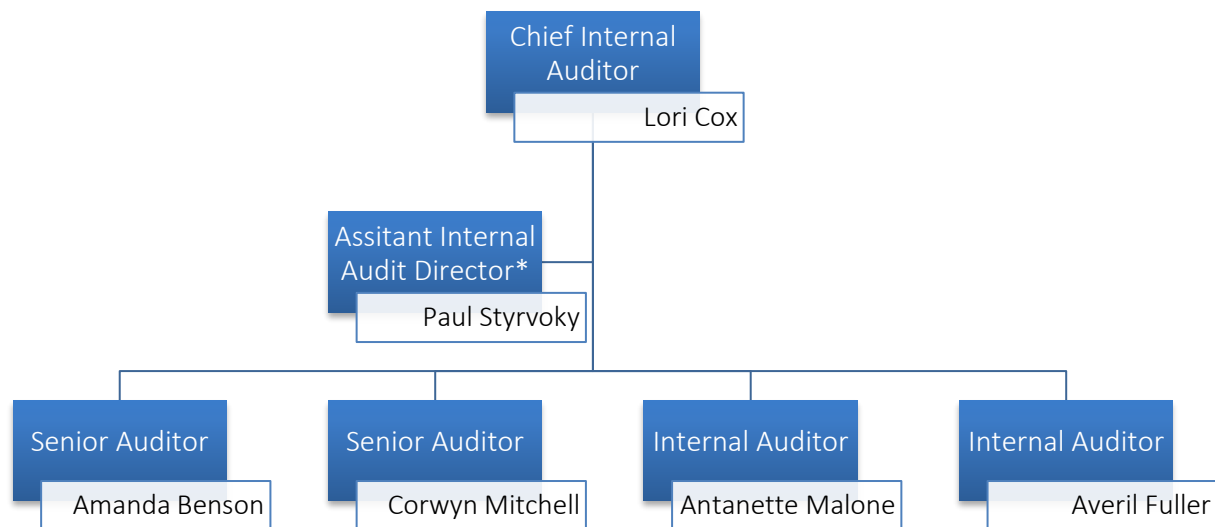 Chief Internal
Auditor
Lori Cox
Assitant Internal
Audit Director*
Paul Styrvoky
Senior Auditor
Amanda Benson
Senior Auditor
Corwyn Mitchell
Internal Auditor
Antanette Malone
Internal Auditor
Averil Fuller